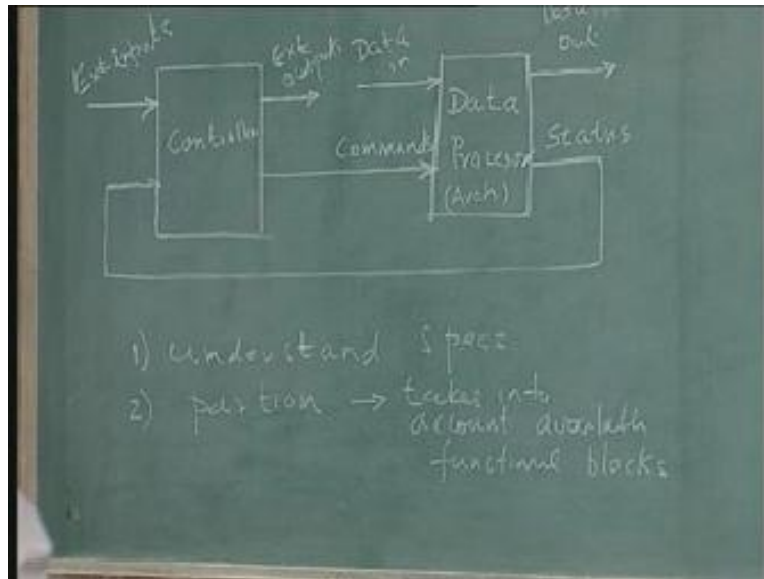 Ext inputs
Ext
outputs
Data
in
out
Controller
Commands
Data
Processor
(Arch)
Status
1) understand specs.
2) partion → takes into
account available
functional blocks